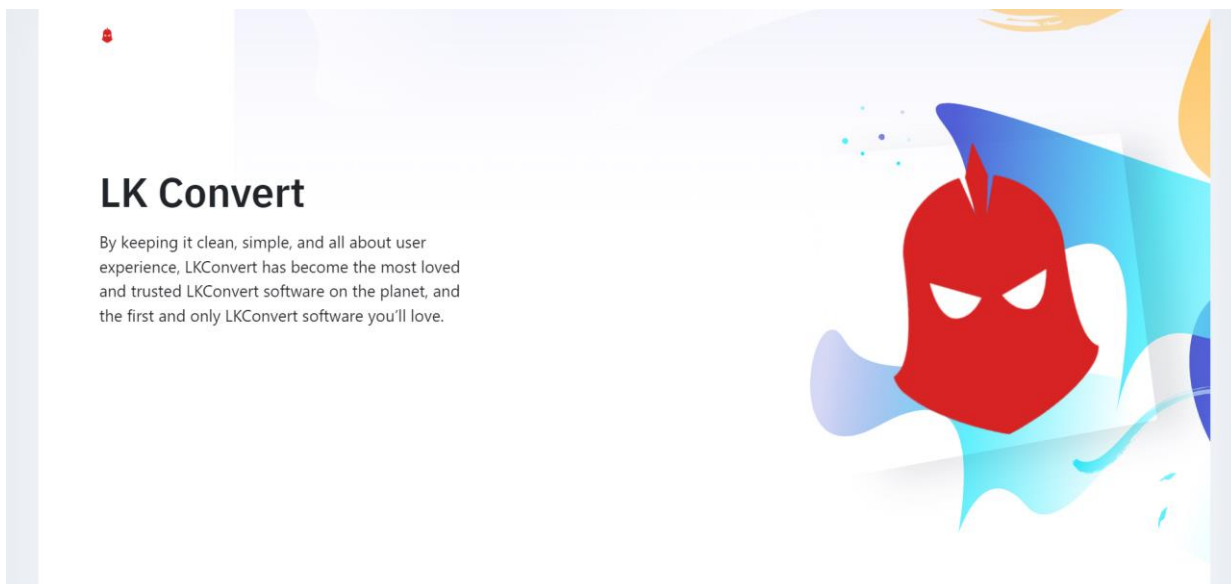 LK Convert
By keeping it clean, simple, and all about user
experience, LKConvert has become the most loved
and trusted LKConvert software on the planet, and
the first and only LKConvert software you'll love.